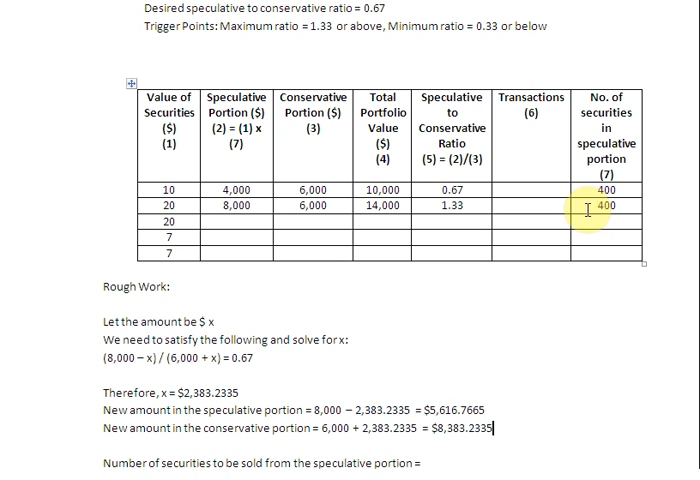 Desired speculative to conservative ratio = 0.67
Trigger Points: Maximum ratio = 1.33 or above, Minimum ratio = 0.33 or below
Value of Securities ($) (1) | Speculative Portion ($) (2) = (1) x (7) | Conservative Portion ($) (3) | Total Portfolio Value ($) (4) | Speculative to Conservative Ratio (5) = (2)/(3) | Transactions (6) | No. of securities in speculative portion (7)
10 | 4,000 | 6,000 | 10,000 | 0.67 | | 400
20 | 8,000 | 6,000 | 14,000 | 1.33 | | 400
20
7
7
Rough Work:
Let the amount be $ x
We need to satisfy the following and solve for x:
(8,000 – x) / (6,000 + x) = 0.67
Therefore, x = $2,383.2335
New amount in the speculative portion = 8,000 – 2,383.2335 = $5,616.7665
New amount in the conservative portion = 6,000 + 2,383.2335 = $8,383.2335
Number of securities to be sold from the speculative portion =